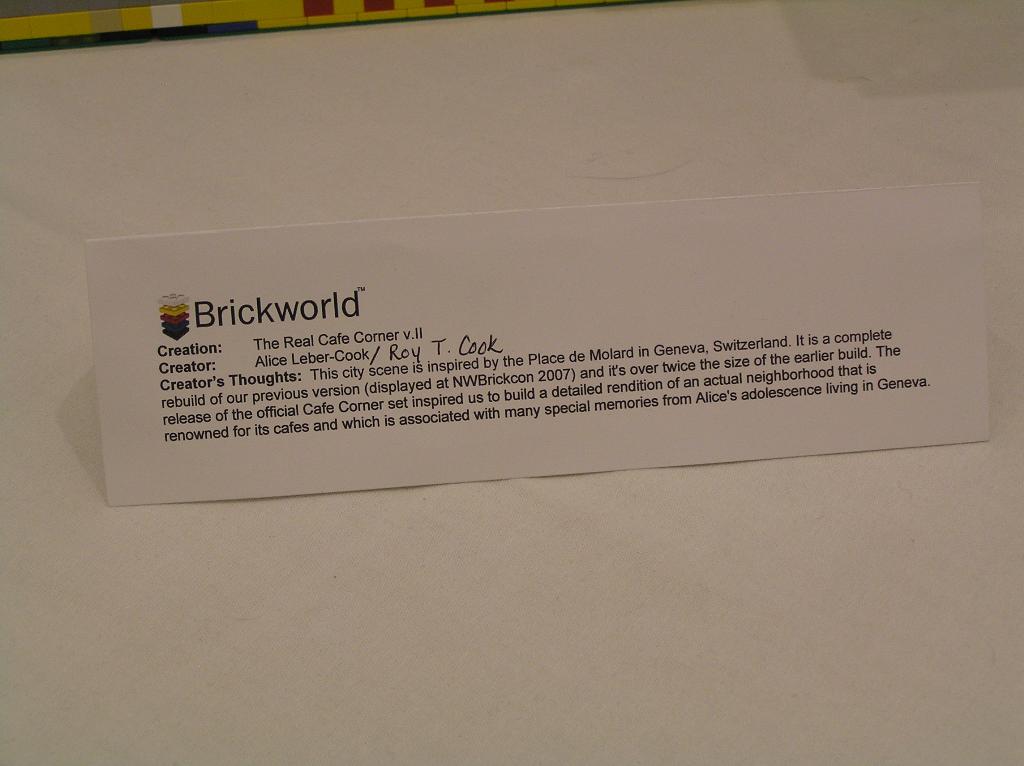 Brickworld™
Creation: The Real Cafe Corner v.II
Creator: Alice Leber-Cook/ Roy T. Cook
Creator's Thoughts: This city scene is inspired by the Place de Molard in Geneva, Switzerland. It is a complete
rebuild of our previous version (displayed at NWBrickcon 2007) and it's over twice the size of the earlier build. The
release of the official Cafe Corner set inspired us to build a detailed rendition of an actual neighborhood that is
renowned for its cafes and which is associated with many special memories from Alice's adolescence living in Geneva.